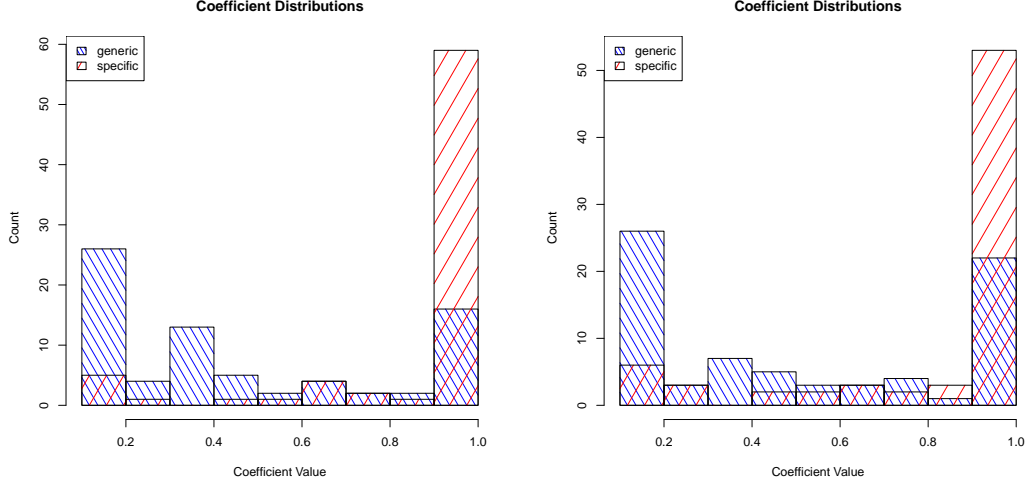 Coefficient Distributions
generic
specific
60
50
40
30
20
10
0
Count
0.2 0.4 0.6 0.8 1.0
Coefficient Value
Coefficient Distributions
generic
specific
50
40
30
20
10
0
Count
0.2 0.4 0.6 0.8 1.0
Coefficient Value